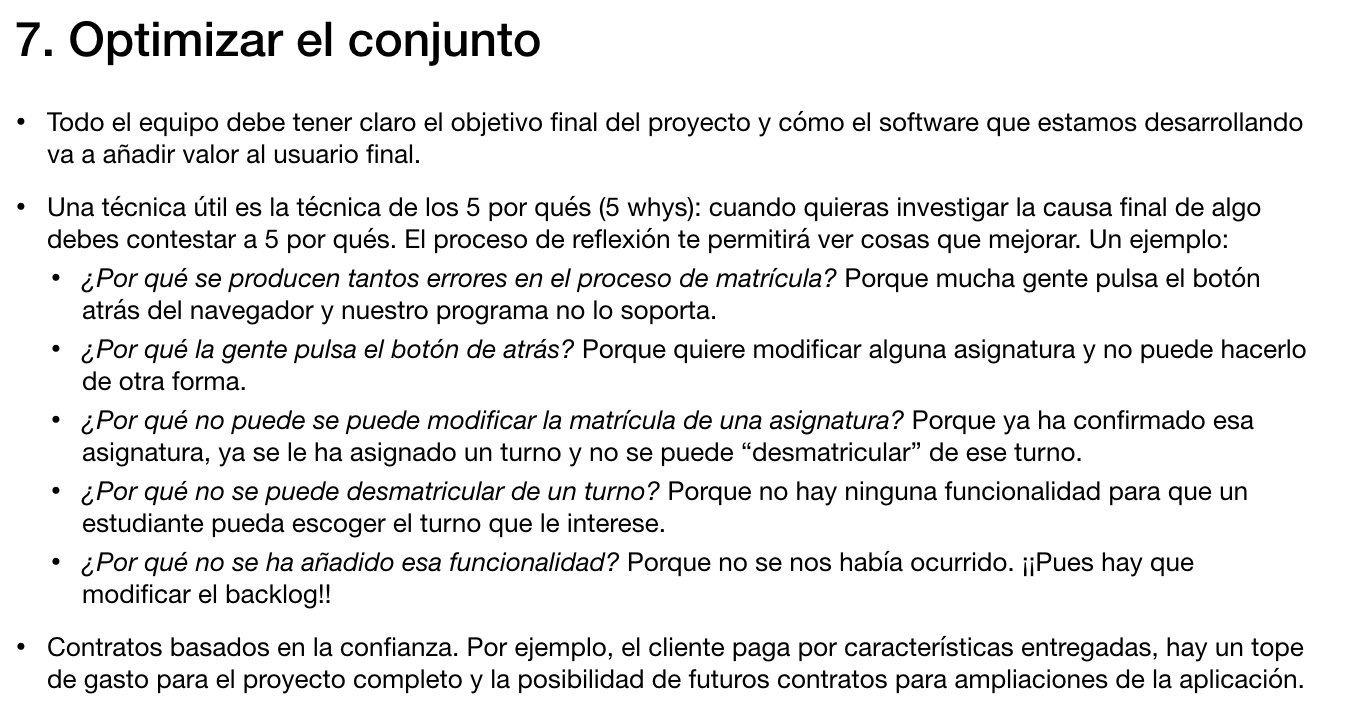 7. Optimizar el conjunto
• Todo el equipo debe tener claro el objetivo final del proyecto y cómo el software que estamos desarrollando
va a añadir valor al usuario final.
• Una técnica útil es la técnica de los 5 por qués (5 whys): cuando quieras investigar la causa final de algo
debes contestar a 5 por qués. El proceso de reflexión te permitirá ver cosas que mejorar. Un ejemplo:
• ¿Por qué se producen tantos errores en el proceso de matrícula? Porque mucha gente pulsa el botón
atrás del navegador y nuestro programa no lo soporta.
• ¿Por qué la gente pulsa el botón de atrás? Porque quiere modificar alguna asignatura y no puede hacerlo
de otra forma.
• ¿Por qué no puede se puede modificar la matrícula de una asignatura? Porque ya ha confirmado esa
asignatura, ya se le ha asignado un turno y no se puede “desmatricular” de ese turno.
• ¿Por qué no se puede desmatricular de un turno? Porque no hay ninguna funcionalidad para que un
estudiante pueda escoger el turno que le interese.
• ¿Por qué no se ha añadido esa funcionalidad? Porque no se nos había ocurrido. ¡¡Pues hay que
modificar el backlog!!
• Contratos basados en la confianza. Por ejemplo, el cliente paga por características entregadas, hay un tope
de gasto para el proyecto completo y la posibilidad de futuros contratos para ampliaciones de la aplicación.